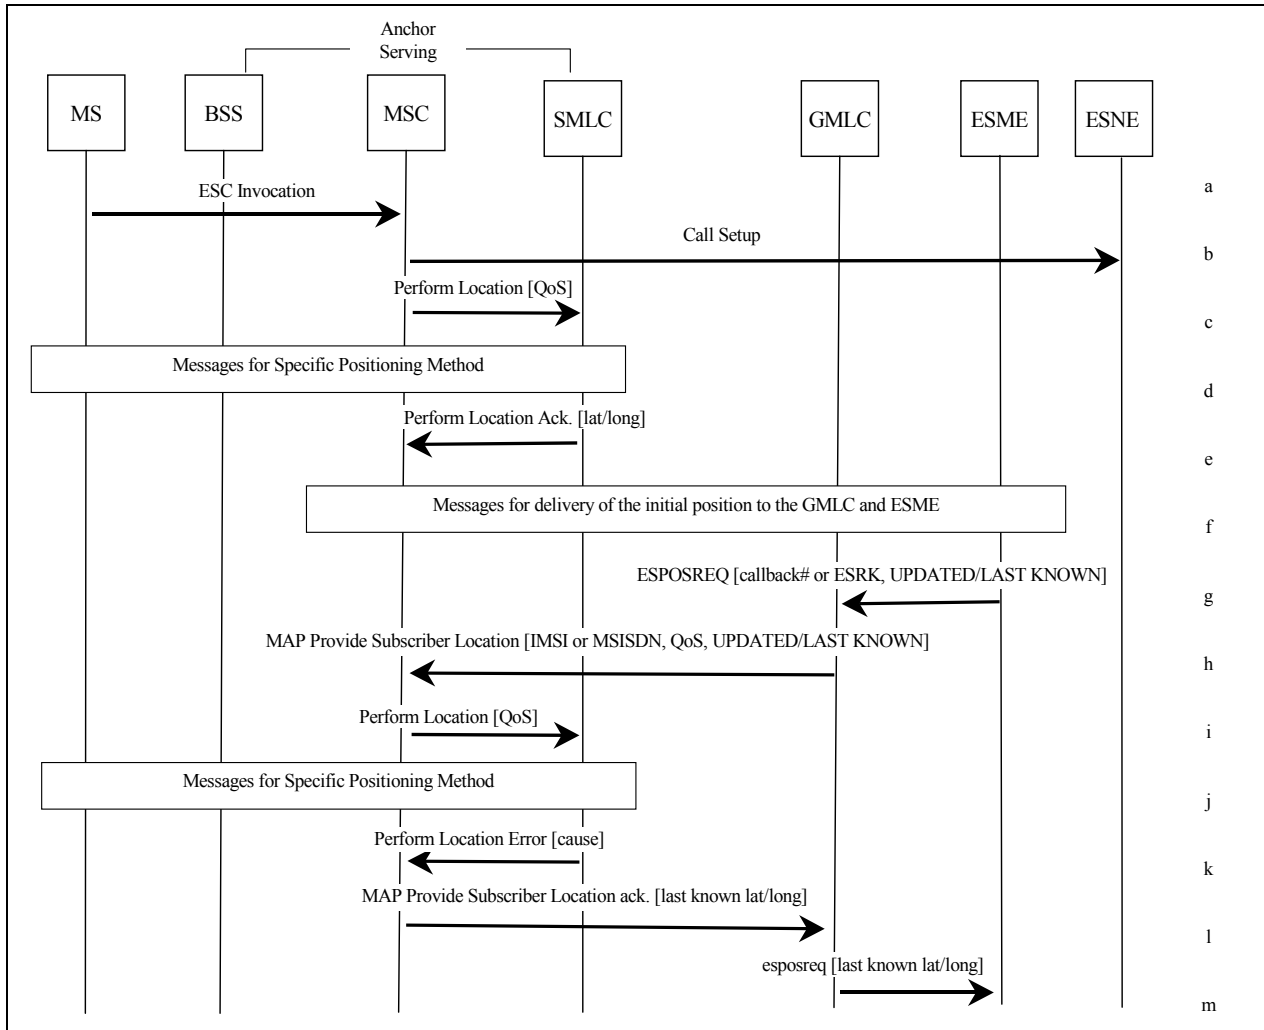 Anchor
Serving
MS
BSS
MSC
SMLC
GMLC
ESME
ESNE
ESC Invocation
a
Call Setup
b
Perform Location [QoS]
c
Messages for Specific Positioning Method
d
Perform Location Ack. [lat/long]
e
Messages for delivery of the initial position to the GMLC and ESME
f
ESPOSREQ [callback# or ESRK, UPDATED/LAST KNOWN]
g
MAP Provide Subscriber Location [IMSI or MSISDN, QoS, UPDATED/LAST KNOWN]
h
Perform Location [QoS]
i
Messages for Specific Positioning Method
j
Perform Location Error [cause]
k
MAP Provide Subscriber Location ack. [last known lat/long]
l
esposreq [last known lat/long]
m